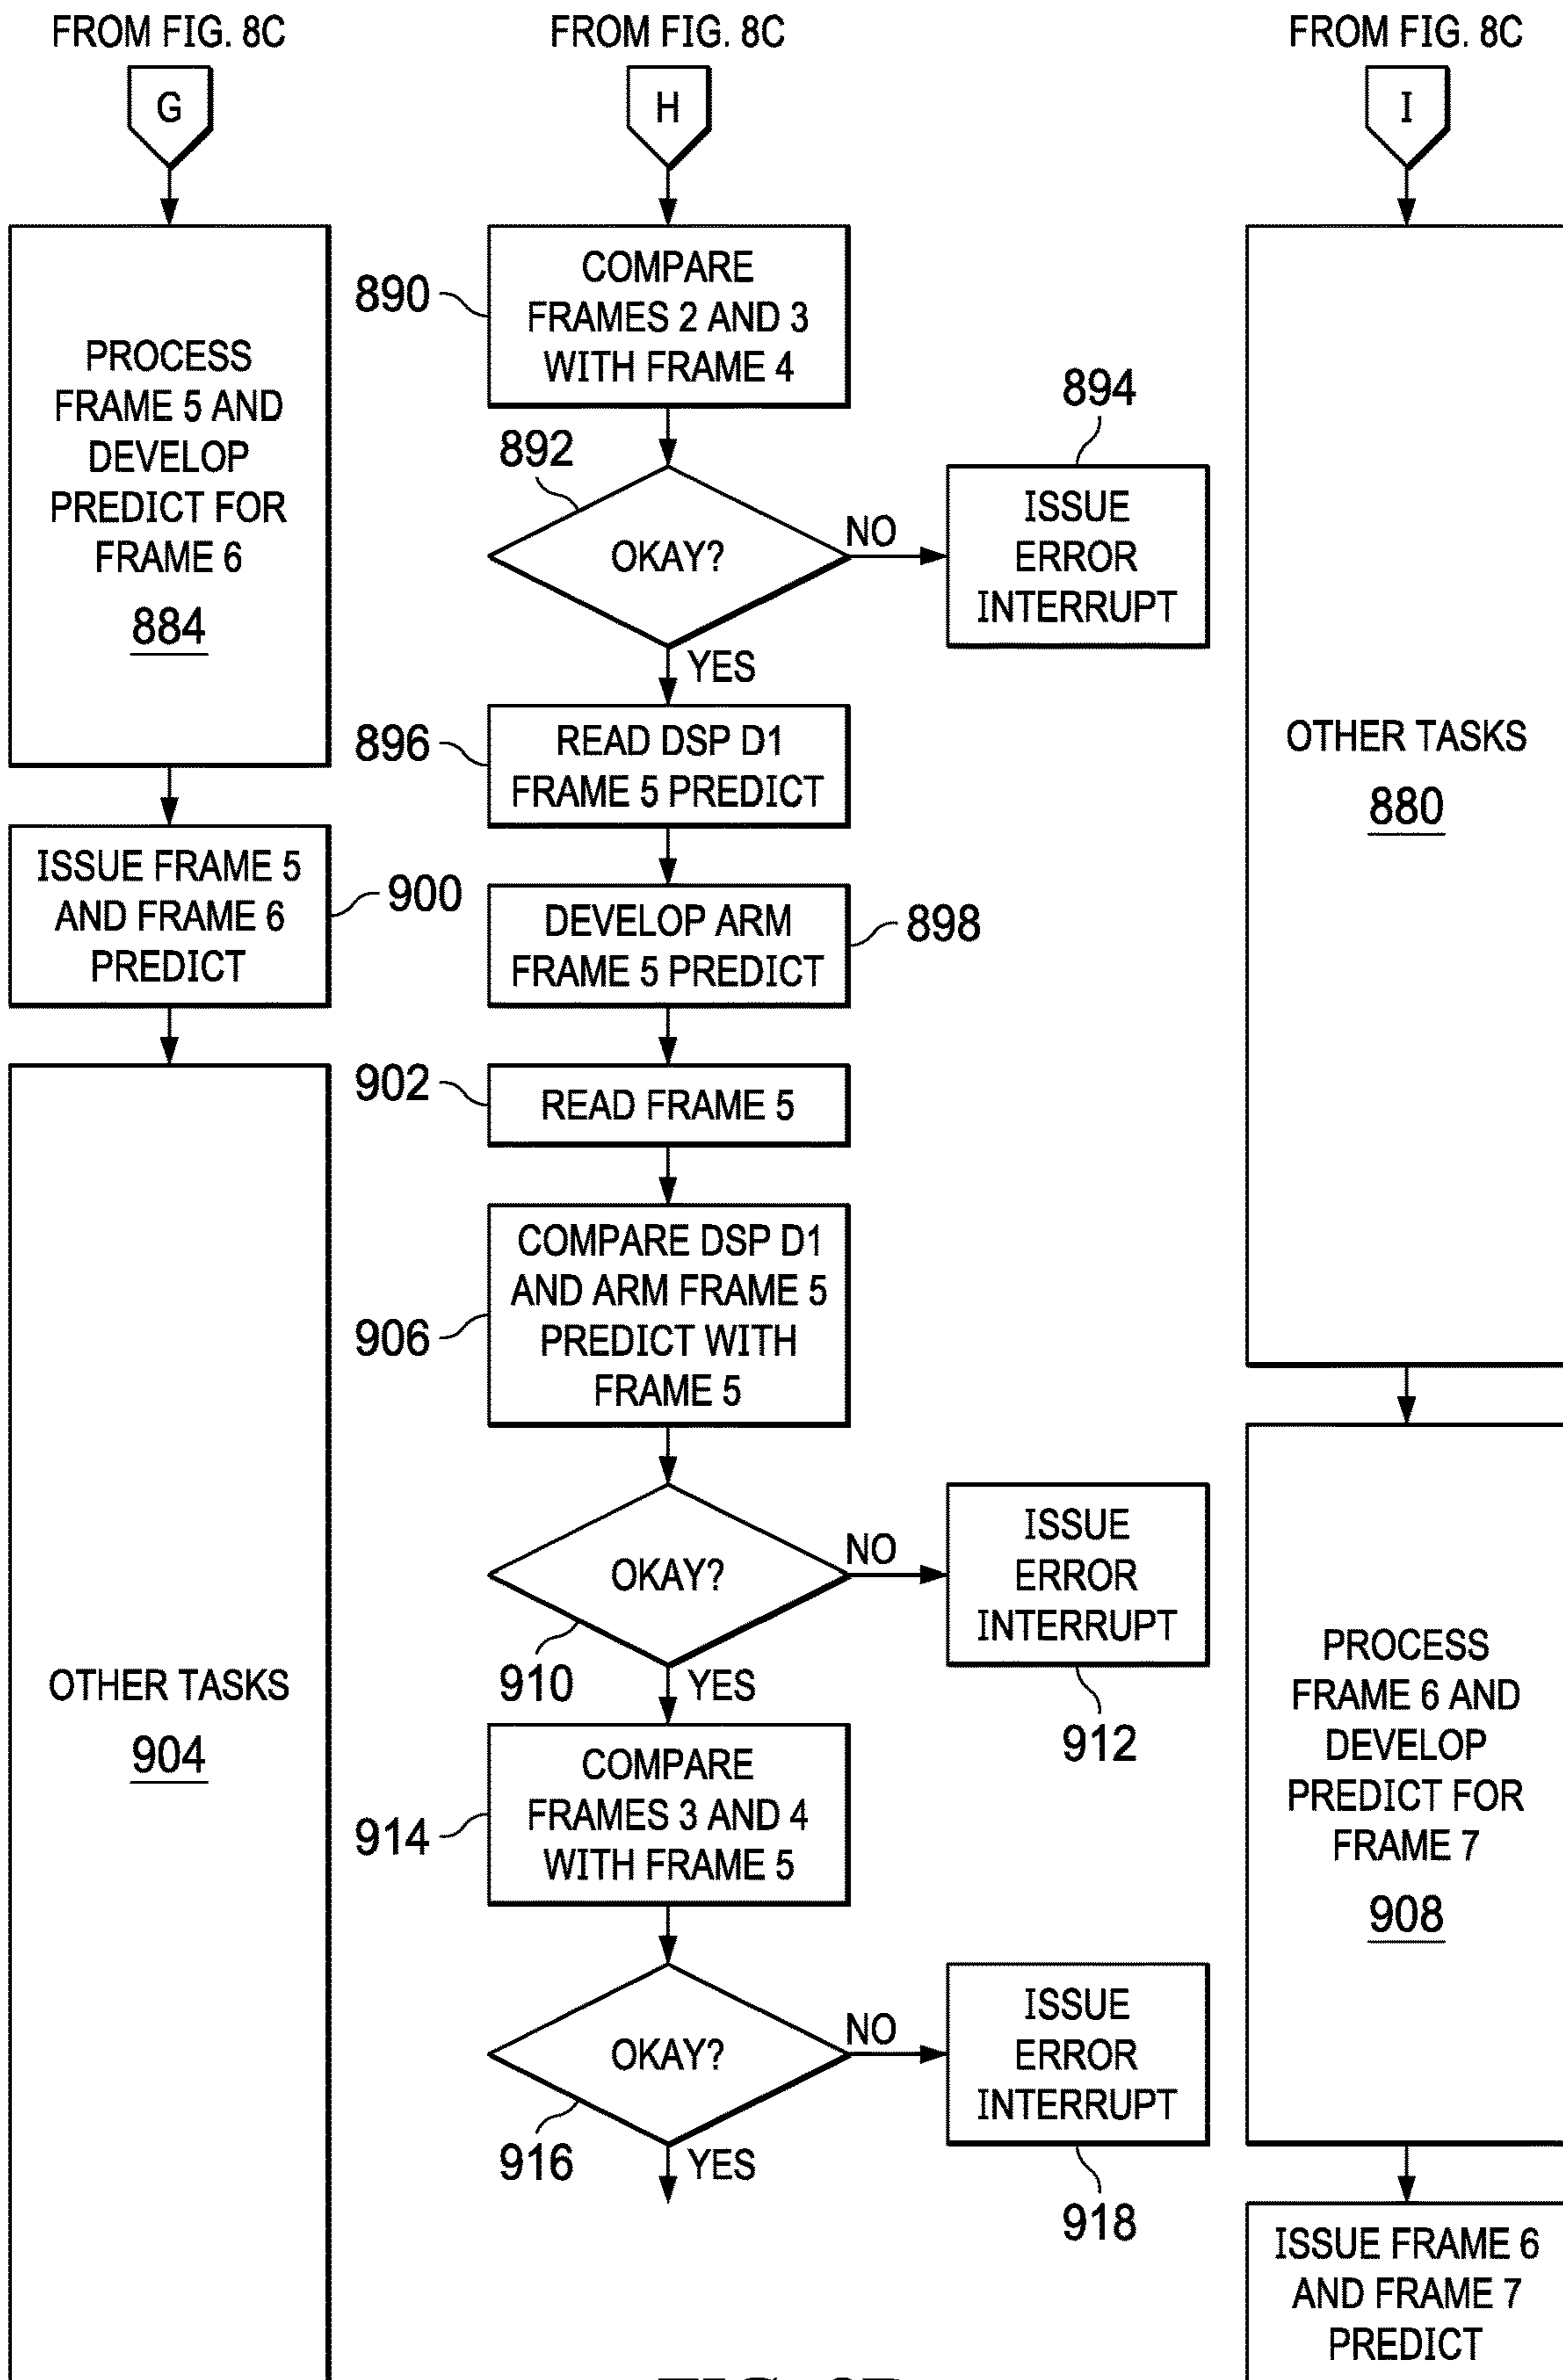 FROM FIG. 8C
G
PROCESS
FRAME 5 AND
DEVELOP
PREDICT FOR
FRAME 6
884
ISSUE FRAME 5
AND FRAME 6
PREDICT
900
OTHER TASKS
904
FROM FIG. 8C
H
COMPARE
FRAMES 2 AND 3
WITH FRAME 4
890
892
OKAY?
NO
894
ISSUE
ERROR
INTERRUPT
YES
READ DSP D1
FRAME 5 PREDICT
896
DEVELOP ARM
FRAME 5 PREDICT
898
902
READ FRAME 5
COMPARE DSP D1
AND ARM FRAME 5
PREDICT WITH
FRAME 5
906
OKAY?
NO
ISSUE
ERROR
INTERRUPT
912
910
YES
COMPARE
FRAMES 3 AND 4
WITH FRAME 5
914
OKAY?
NO
ISSUE
ERROR
INTERRUPT
918
916
YES
FROM FIG. 8C
I
OTHER TASKS
880
PROCESS
FRAME 6 AND
DEVELOP
PREDICT FOR
FRAME 7
908
ISSUE FRAME 6
AND FRAME 7
PREDICT